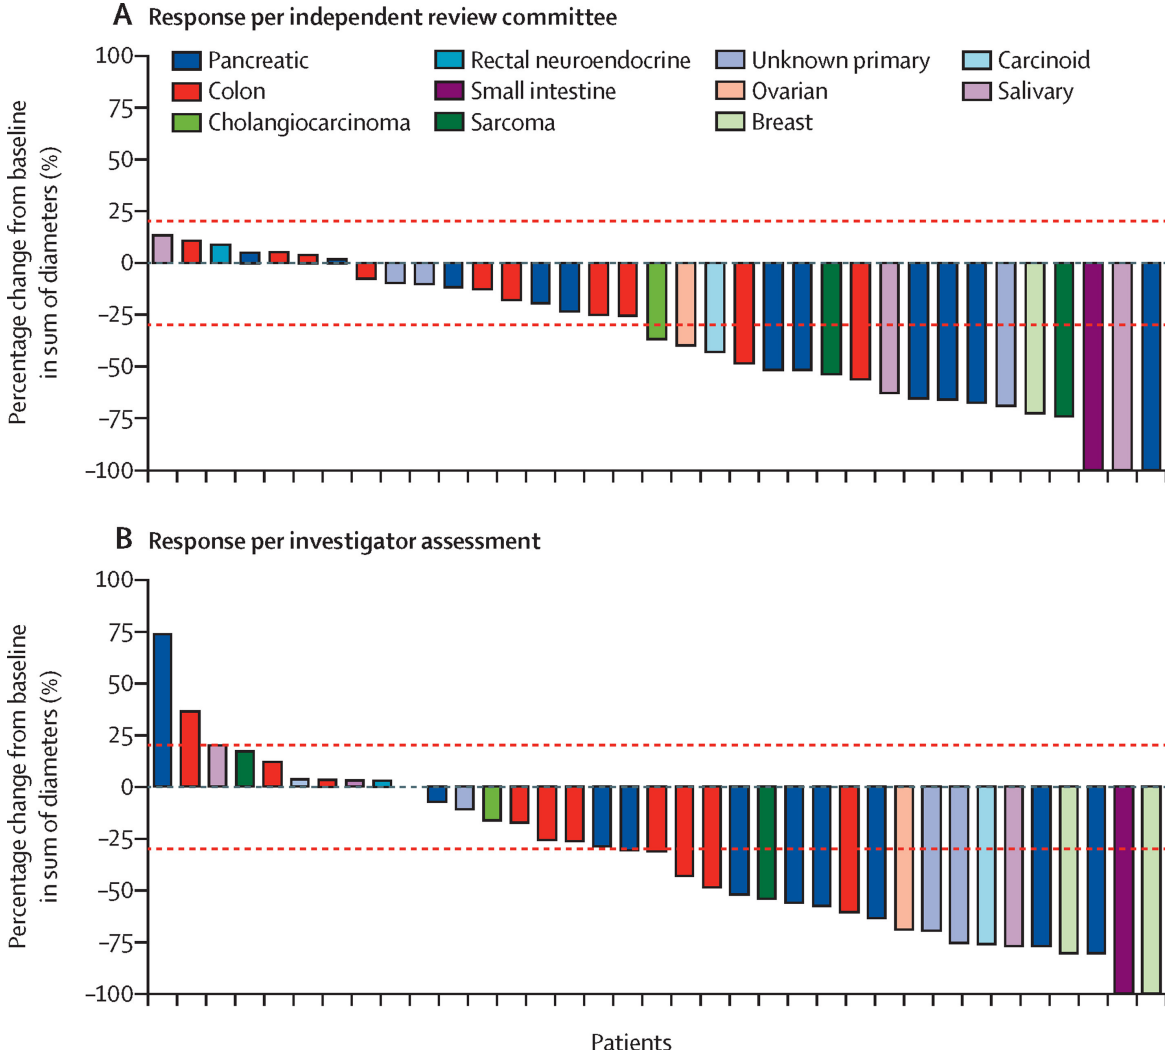 A Response per independent review committee
100
75
50
25
0
−25
−50
−75
−100
Percentage change from baseline
in sum of diameters (%)
Pancreatic Rectal neuroendocrine Unknown primary Carcinoid
Colon Small intestine Ovarian Salivary
Cholangiocarcinoma Sarcoma Breast
B Response per investigator assessment
100
75
50
25
0
−25
−50
−75
−100
Percentage change from baseline
in sum of diameters (%)
Patients